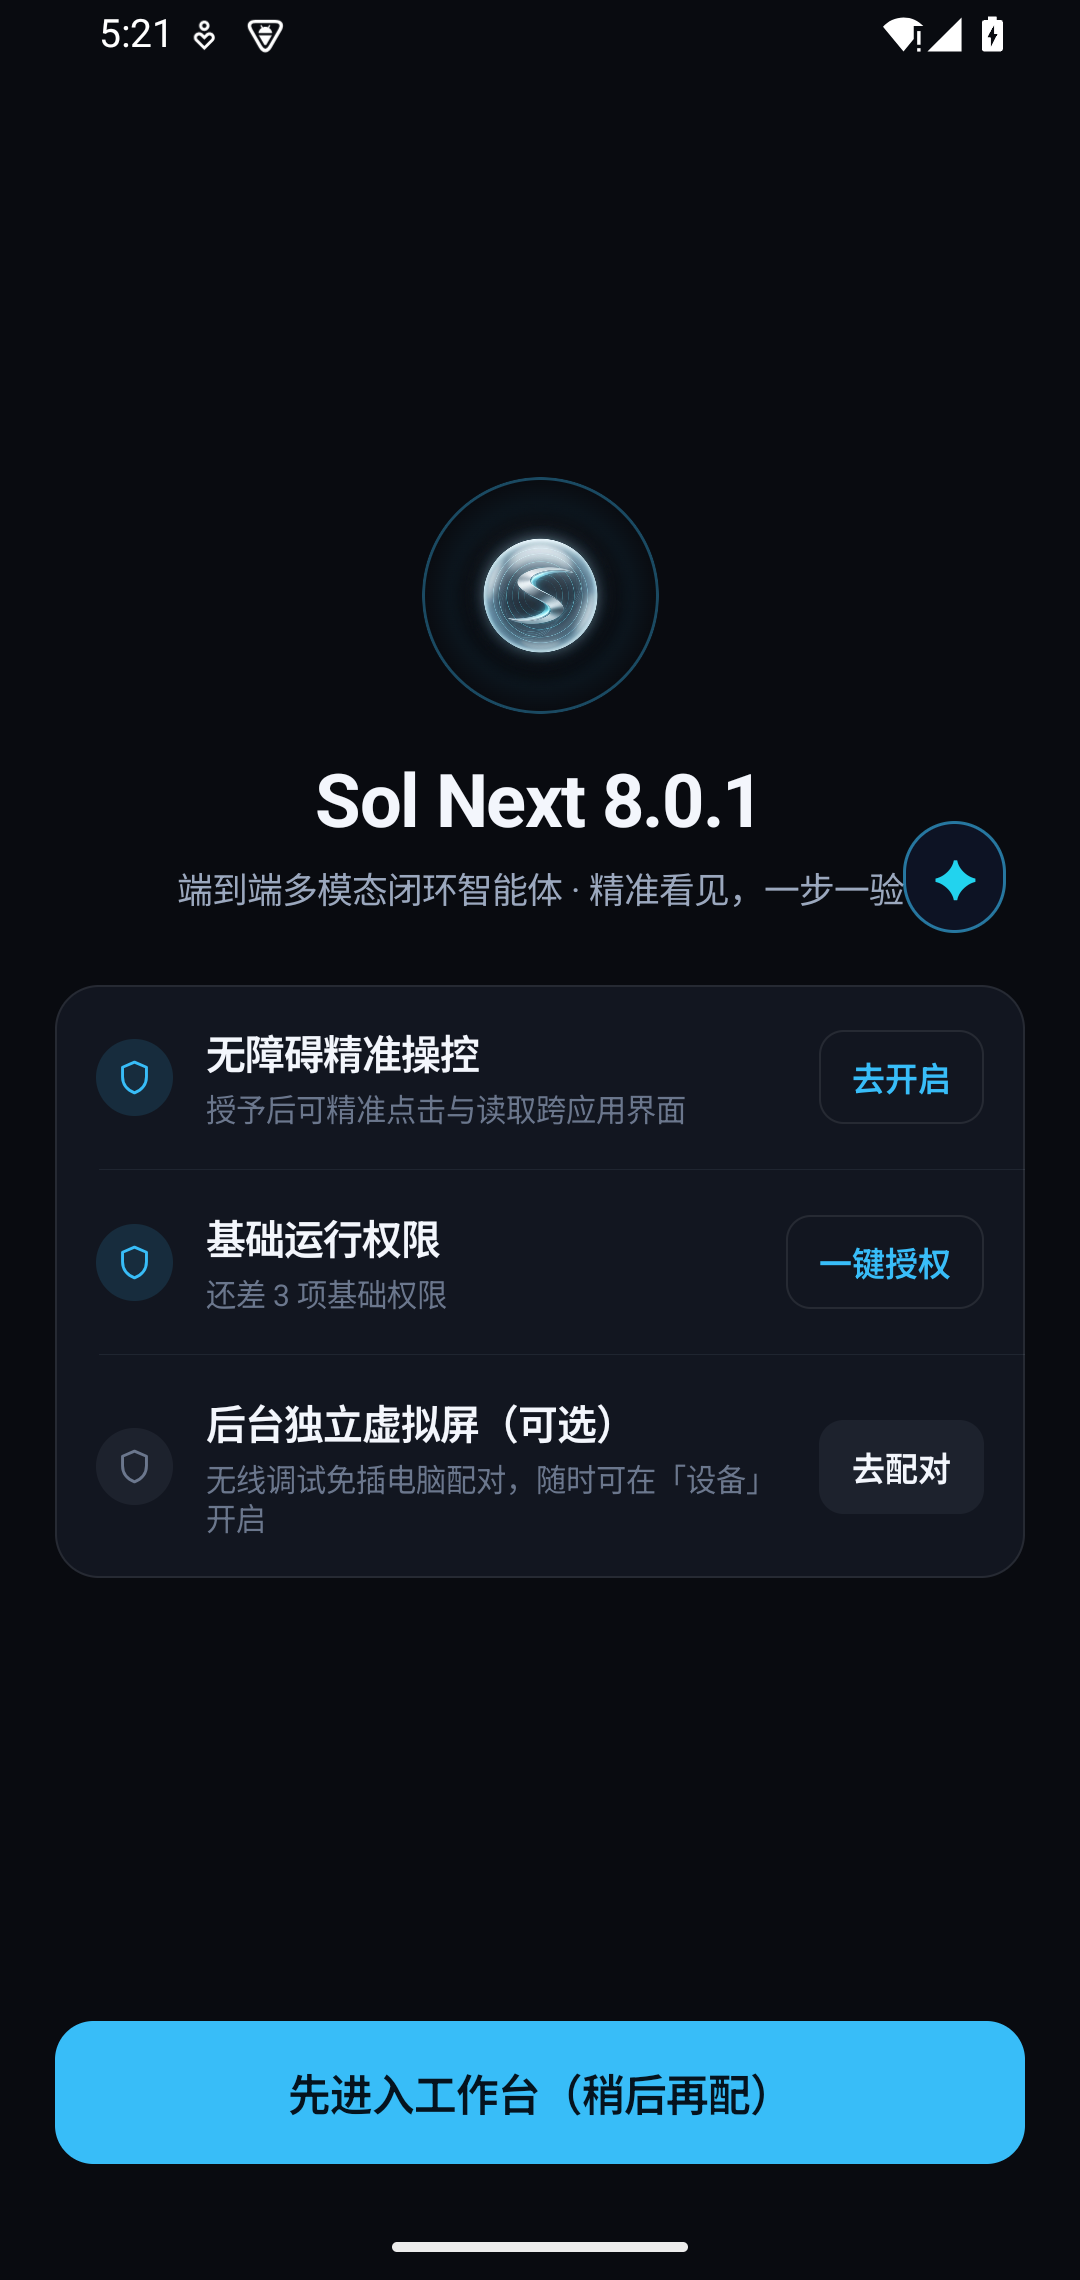 5:21
Sol Next 8.0.1
端到端多模态闭环智能体 · 精准看见，一步一验
无障碍精准操控
授予后可精准点击与读取跨应用界面
去开启
基础运行权限
还差 3 项基础权限
一键授权
后台独立虚拟屏（可选）
无线调试免插电脑配对，随时可在「设备」
开启
去配对
先进入工作台（稍后再配）